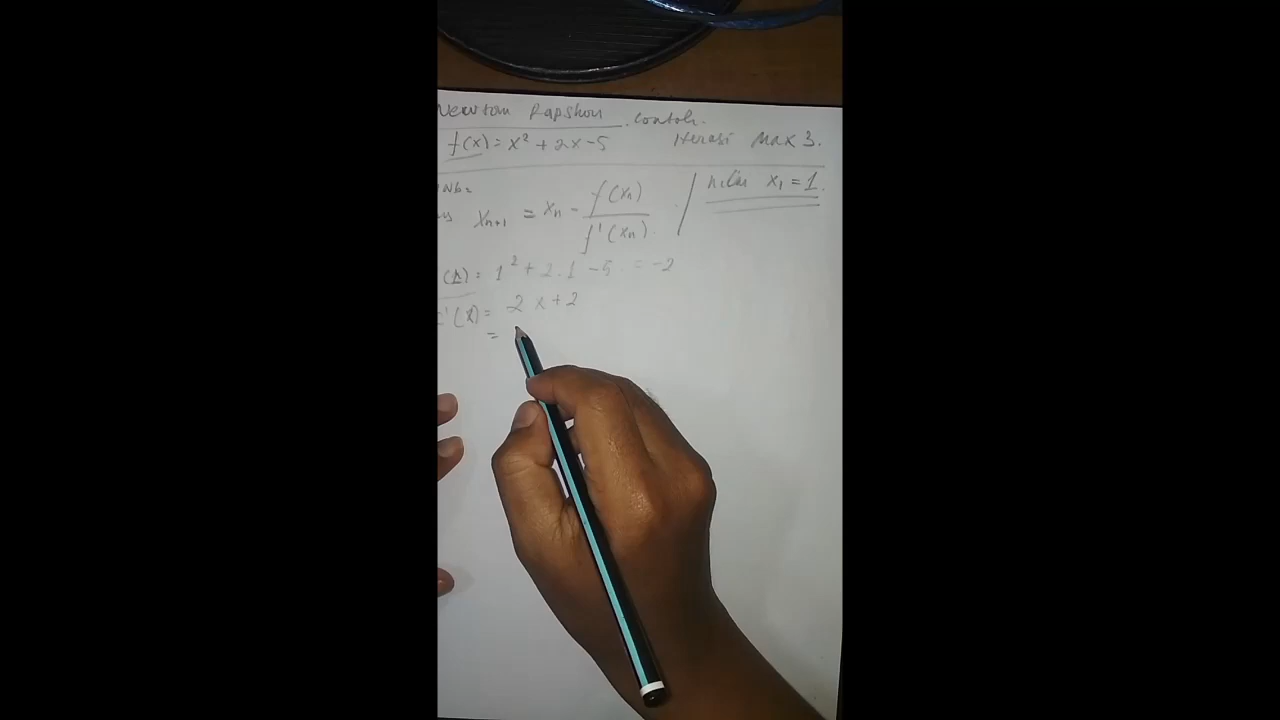 Newton Rapshon contoh.
f(x) = x² + 2x - 5 Iterasi Max 3.
Xn+1 = Xn - f(Xn) / f'(Xn) | nilai X1 = 1.
(1) = 1² + 2.1 - 5 = -2
f'(x) = 2x + 2
=